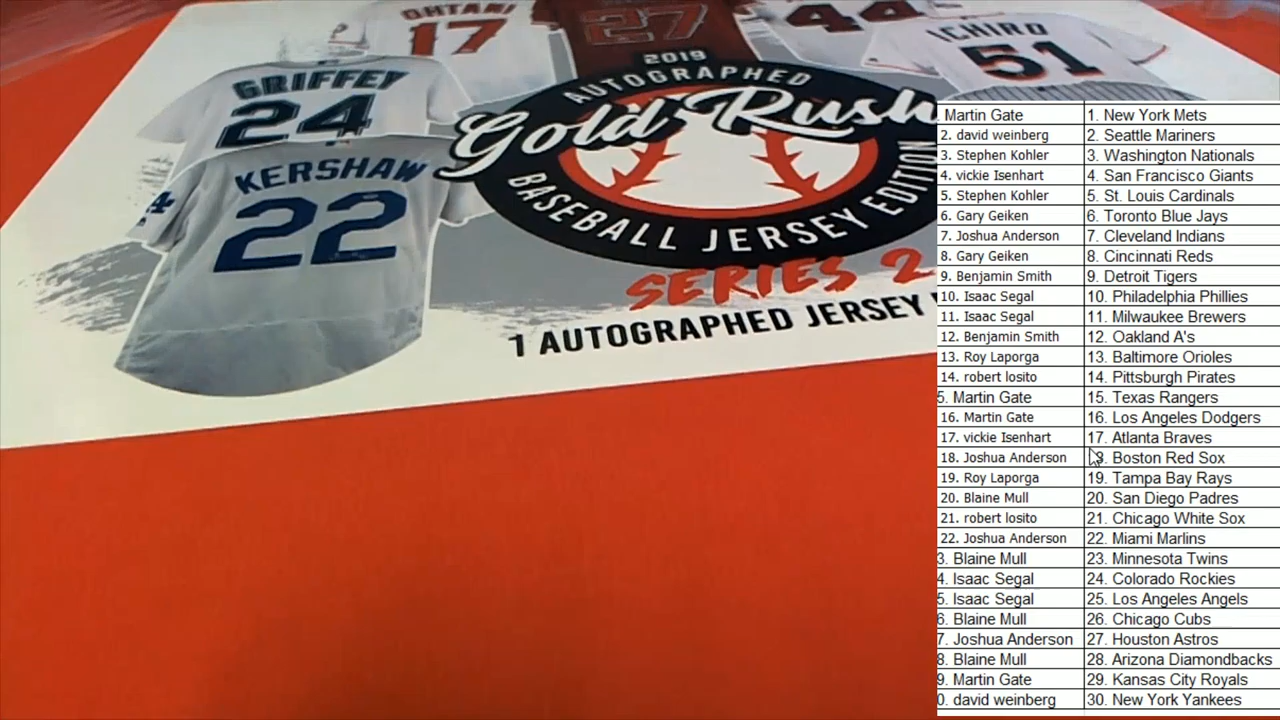 OHTANI
17
27
44
ICHIRO
51
GRIFFEY
24
KERSHAW
22
2019
AUTOGRAPHED
Gold Rush
BASEBALL JERSEY EDITION
SERIES 2
1 AUTOGRAPHED JERSEY
Martin Gate 1. New York Mets
2. david weinberg 2. Seattle Mariners
3. Stephen Kohler 3. Washington Nationals
4. vickie Isenhart 4. San Francisco Giants
5. Stephen Kohler 5. St. Louis Cardinals
6. Gary Geiken 6. Toronto Blue Jays
7. Joshua Anderson 7. Cleveland Indians
8. Gary Geiken 8. Cincinnati Reds
9. Benjamin Smith 9. Detroit Tigers
10. Isaac Segal 10. Philadelphia Phillies
11. Isaac Segal 11. Milwaukee Brewers
12. Benjamin Smith 12. Oakland A's
13. Roy Laporga 13. Baltimore Orioles
14. robert losito 14. Pittsburgh Pirates
5. Martin Gate 15. Texas Rangers
16. Martin Gate 16. Los Angeles Dodgers
17. vickie Isenhart 17. Atlanta Braves
18. Joshua Anderson 18. Boston Red Sox
19. Roy Laporga 19. Tampa Bay Rays
20. Blaine Mull 20. San Diego Padres
21. robert losito 21. Chicago White Sox
22. Joshua Anderson 22. Miami Marlins
3. Blaine Mull 23. Minnesota Twins
4. Isaac Segal 24. Colorado Rockies
5. Isaac Segal 25. Los Angeles Angels
6. Blaine Mull 26. Chicago Cubs
7. Joshua Anderson 27. Houston Astros
8. Blaine Mull 28. Arizona Diamondbacks
9. Martin Gate 29. Kansas City Royals
0. david weinberg 30. New York Yankees